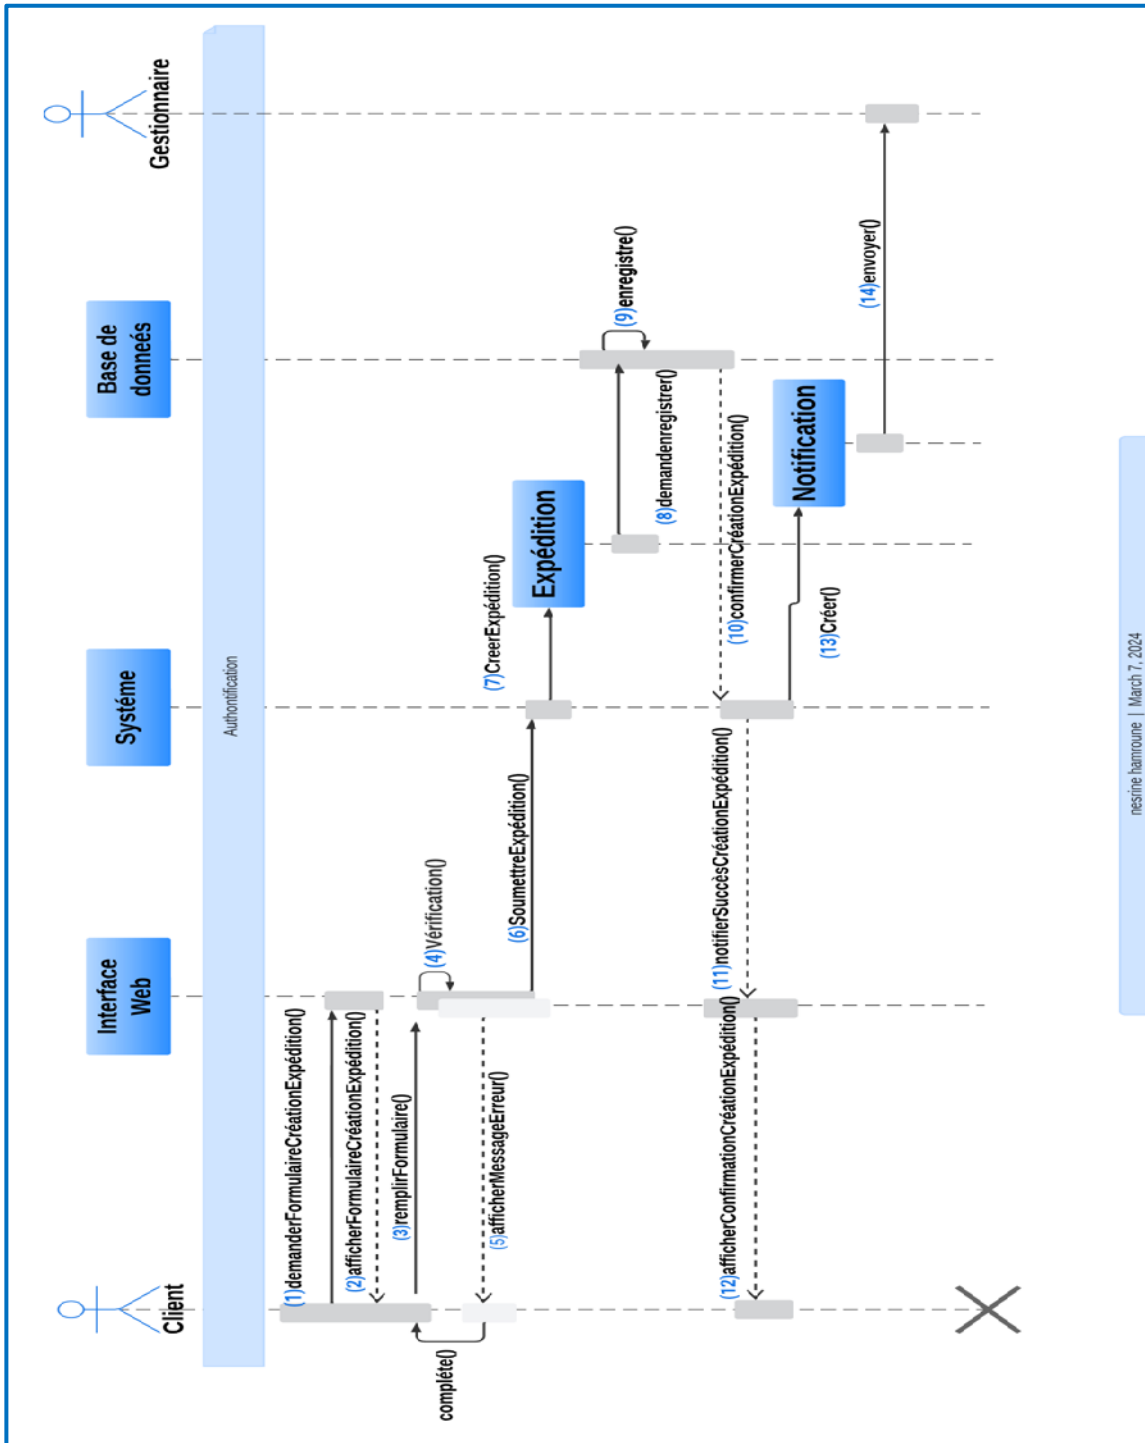 Client
Interface
Web
Systéme
Base de
donneés
Gestionnaire
Authontification
(1)demanderFormulaireCréationExpédition()
(2)afficherFormulaireCréationExpédition()
(3)remplirFormulaire()
(4)Vérification()
(5)afficherMessageErreur()
compléte()
(6)SoumettreExpédition()
(7)CreerExpédition()
Expédition
(8)demandenregistrer()
(9)enregistre()
(10)confirmerCréationExpédition()
(11)notifierSuccèsCréationExpédition()
(12)afficherConfirmationCréationExpédition()
(13)Créer()
Notification
(14)envoyer()
nesrine hamroune | March 7, 2024